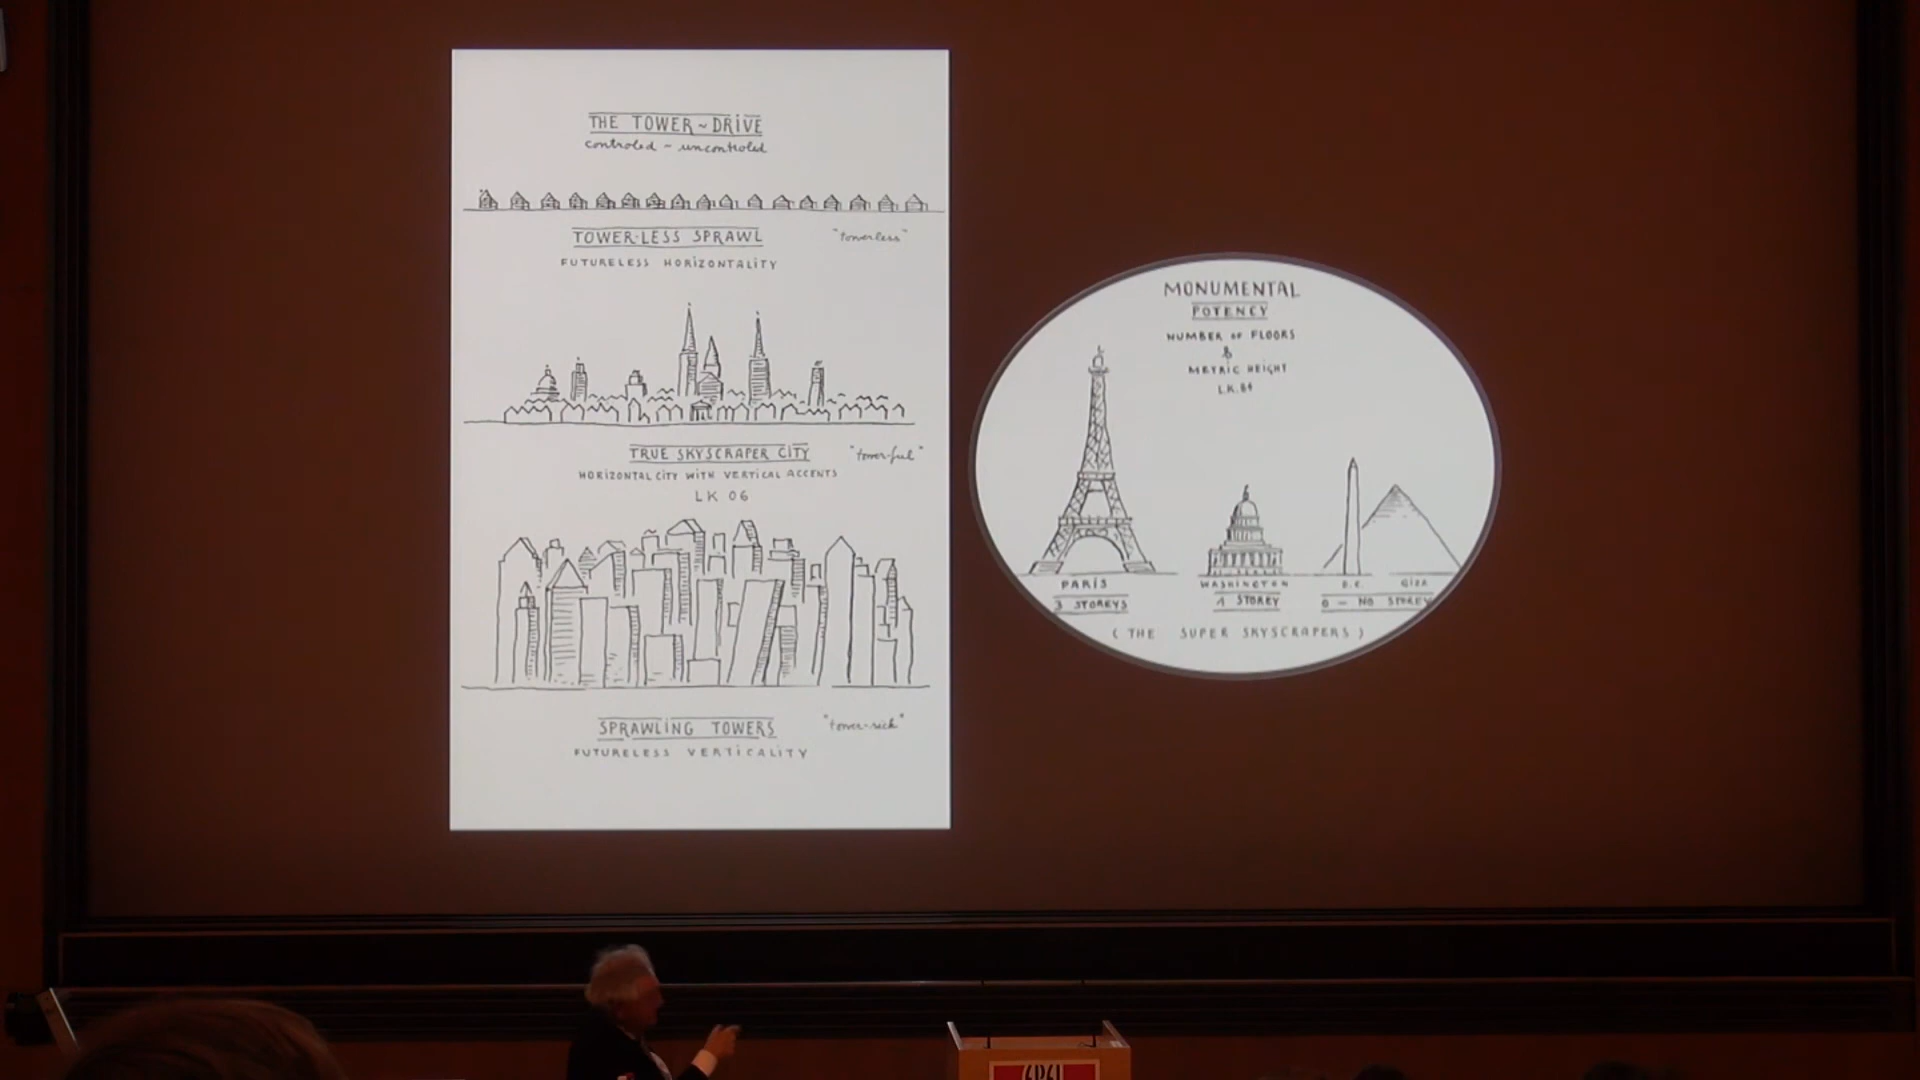 THE TOWER ~ DRIVE
controled ~ uncontroled
TOWER-LESS SPRAWL
"towerless"
FUTURELESS HORIZONTALITY
TRUE SKYSCRAPER CITY
"tower-ful"
HORIZONTAL CITY WITH VERTICAL ACCENTS
LK 06
SPRAWLING TOWERS
"tower-rich"
FUTURELESS VERTICALITY
MONUMENTAL
POTENCY
NUMBER OF FLOORS
&
METRIC HEIGHT
L.K.84
PARIS
3 STOREYS
WASHINGTON
1 STOREY
D.C.
GIZA
0 — NO STOREY
( THE SUPER SKYSCRAPERS )